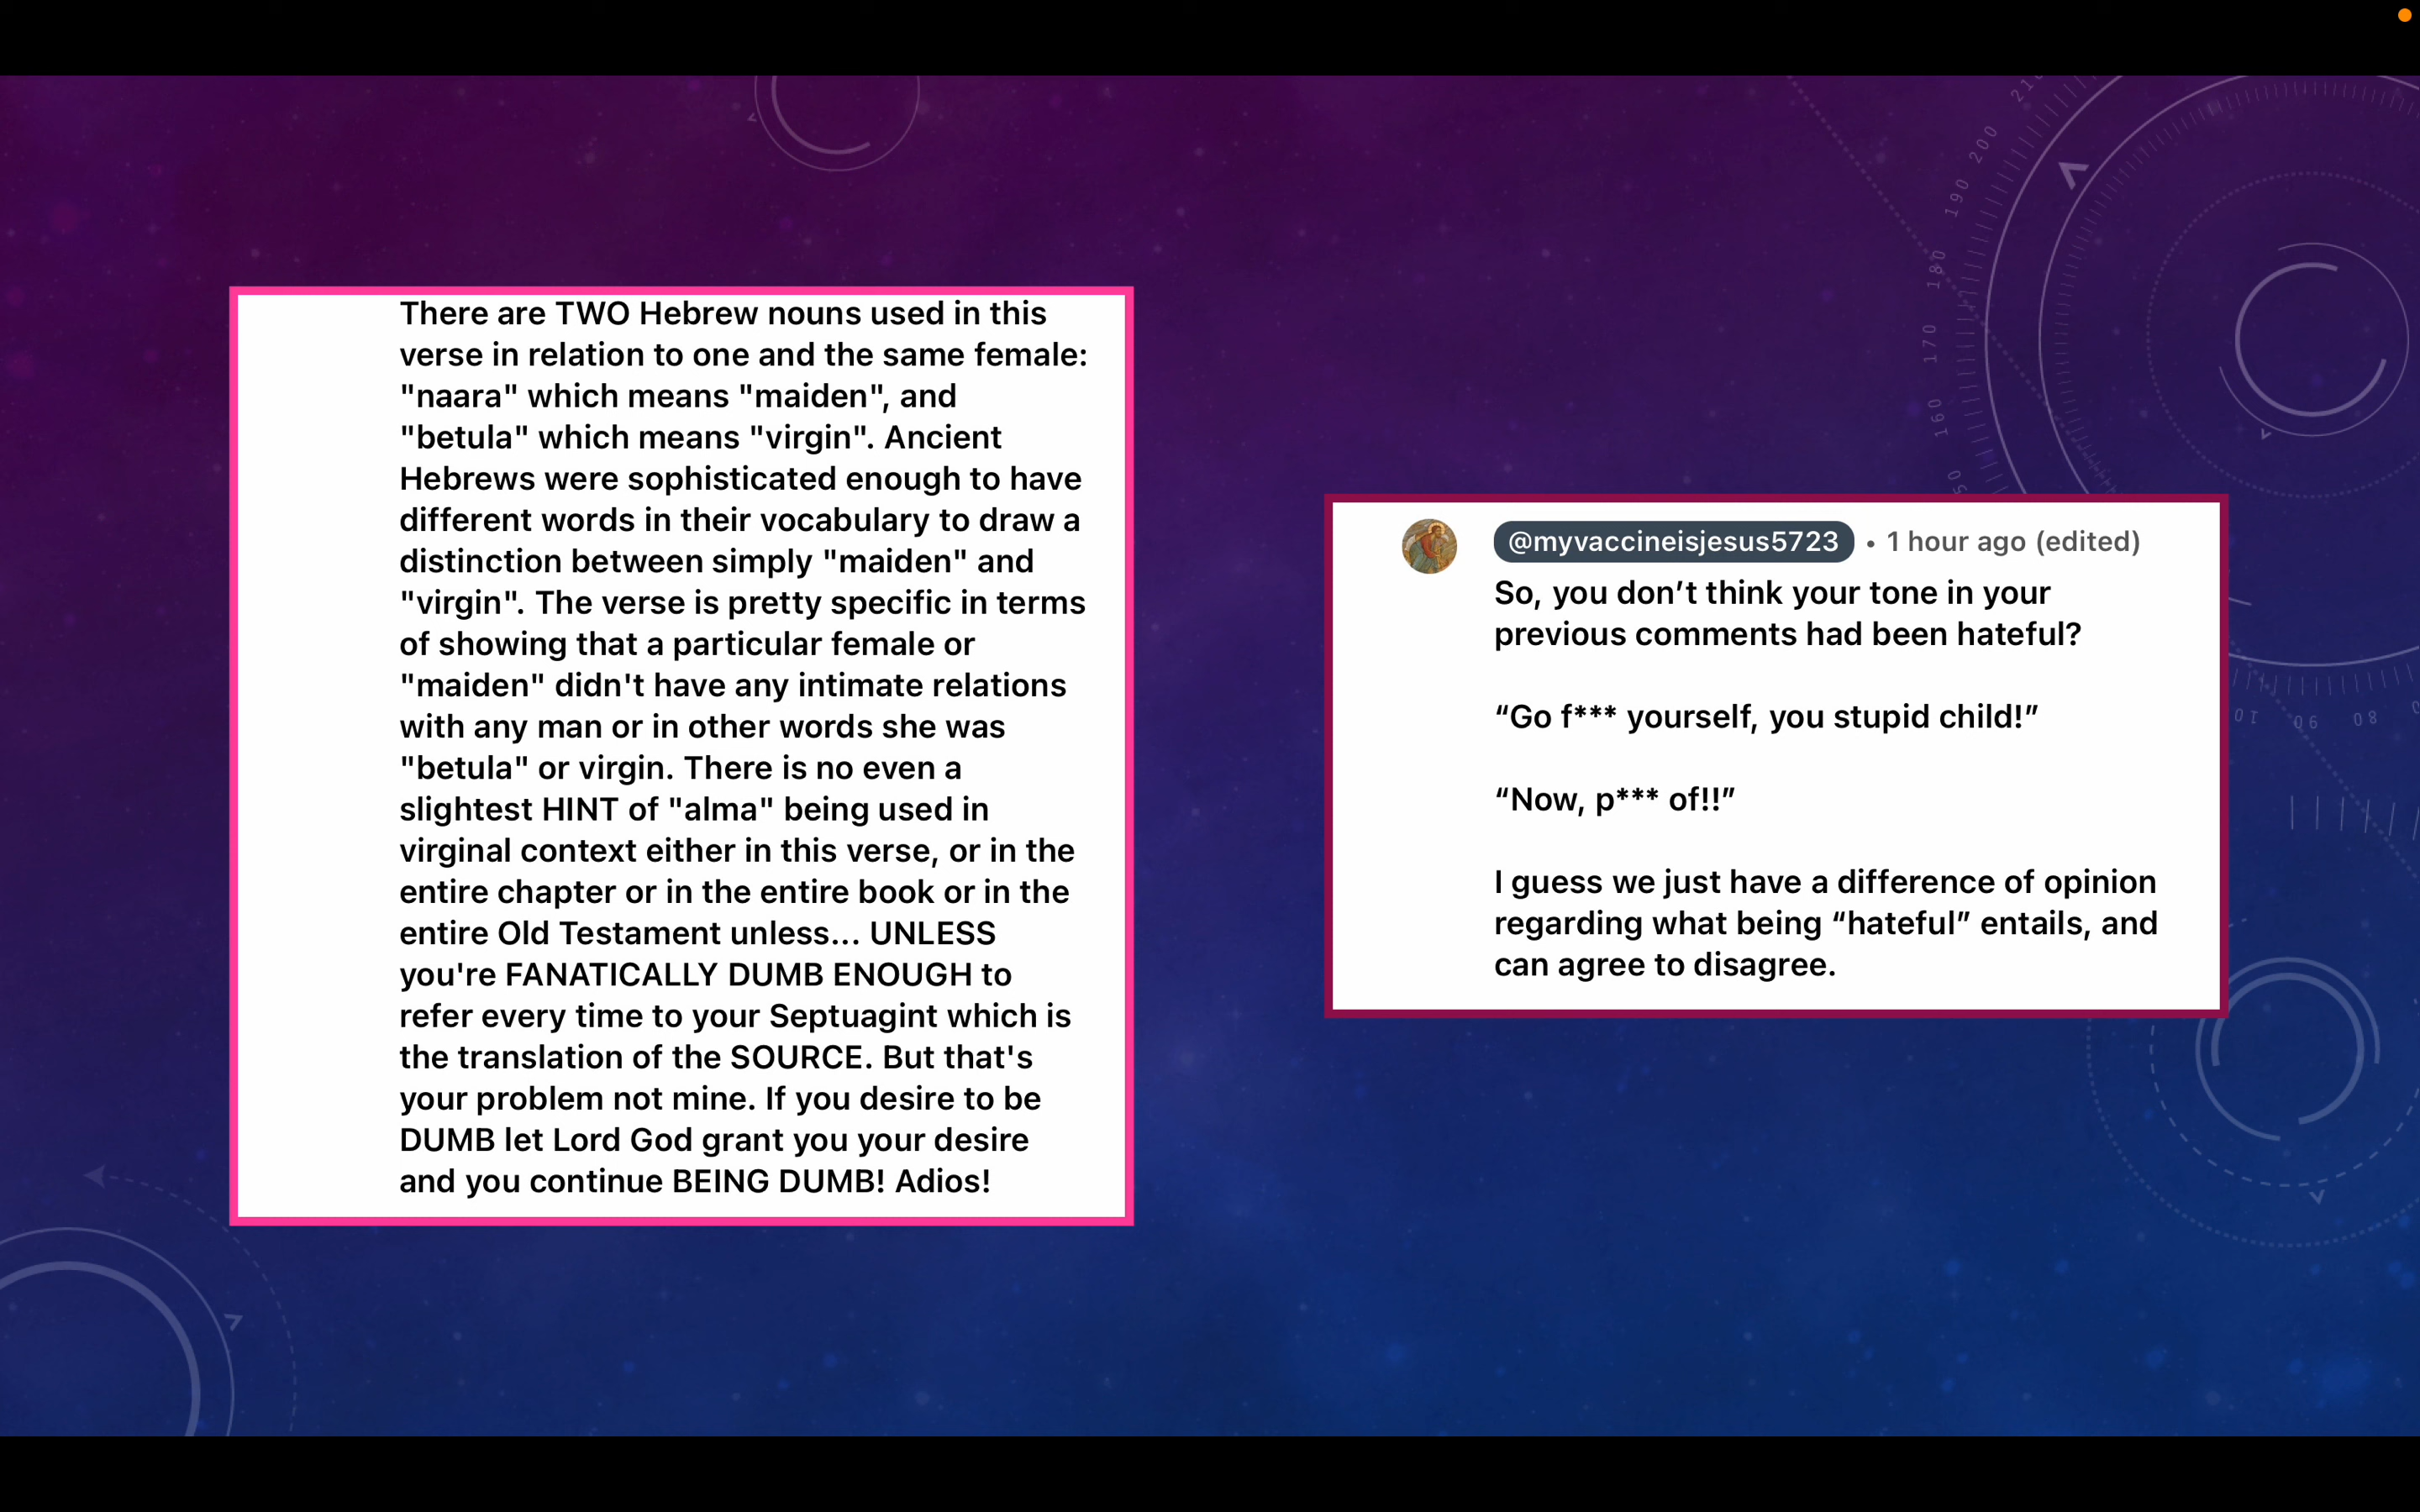 There are TWO Hebrew nouns used in this
verse in relation to one and the same female:
"naara" which means "maiden", and
"betula" which means "virgin". Ancient
Hebrews were sophisticated enough to have
different words in their vocabulary to draw a
distinction between simply "maiden" and
"virgin". The verse is pretty specific in terms
of showing that a particular female or
"maiden" didn't have any intimate relations
with any man or in other words she was
"betula" or virgin. There is no even a
slightest HINT of "alma" being used in
virginal context either in this verse, or in the
entire chapter or in the entire book or in the
entire Old Testament unless... UNLESS
you're FANATICALLY DUMB ENOUGH to
refer every time to your Septuagint which is
the translation of the SOURCE. But that's
your problem not mine. If you desire to be
DUMB let Lord God grant you your desire
and you continue BEING DUMB! Adios!
@myvaccineisjesus5723 • 1 hour ago (edited)
So, you don’t think your tone in your
previous comments had been hateful?
“Go f*** yourself, you stupid child!”
“Now, p*** of!!”
I guess we just have a difference of opinion
regarding what being “hateful” entails, and
can agree to disagree.
200
190
180
170
160
90
80